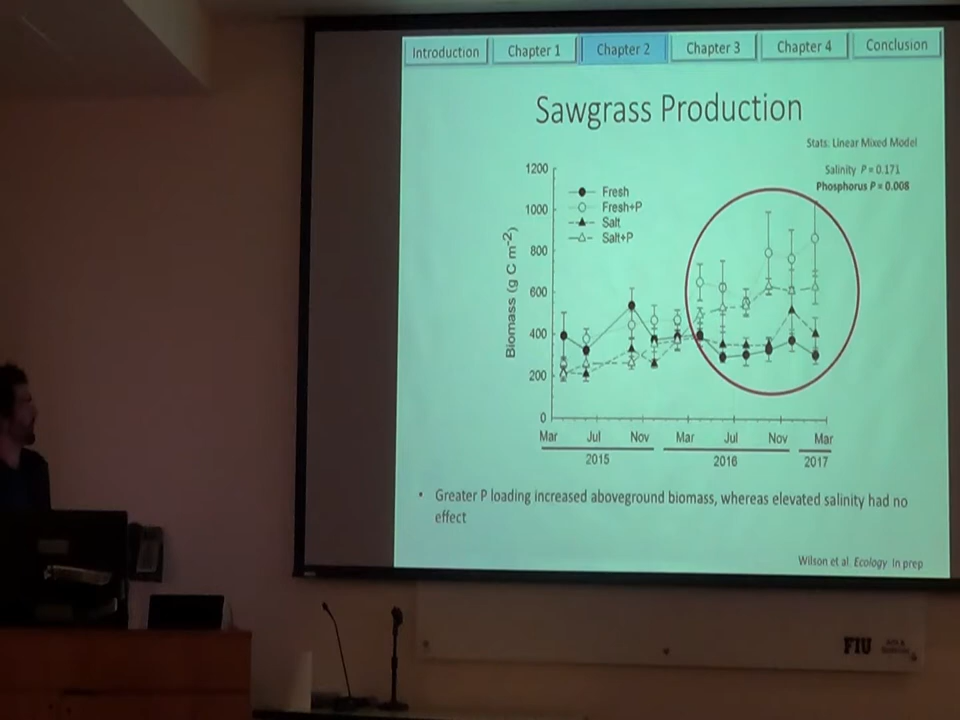 Introduction
Chapter 1
Chapter 2
Chapter 3
Chapter 4
Conclusion
Sawgrass Production
Stats: Linear Mixed Model
Salinity P = 0.171
Phosphorus P = 0.008
Fresh
Fresh+P
Salt
Salt+P
Biomass (g C m⁻²)
1200
1000
800
600
400
200
0
Mar Jul Nov Mar Jul Nov Mar
2015 2016 2017
• Greater P loading increased aboveground biomass, whereas elevated salinity had no
effect
Wilson et al. Ecology In prep
FIU